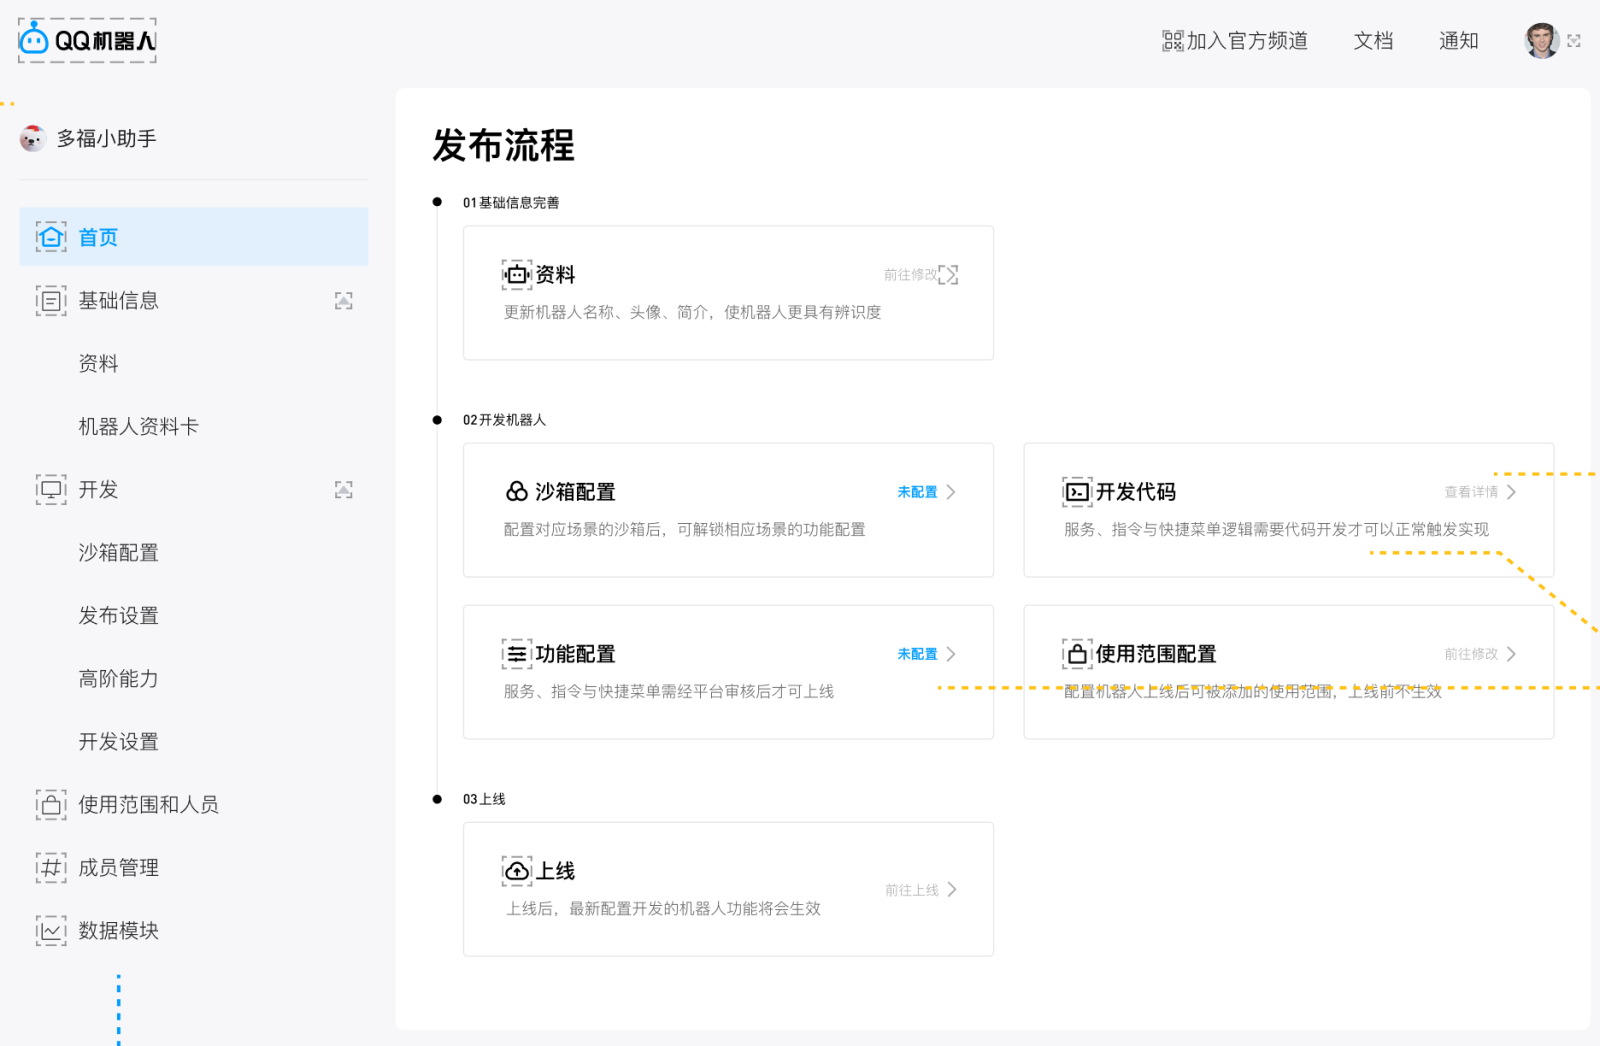 QQ机器人
加入官方频道
文档
通知
多福小助手
首页
基础信息
资料
机器人资料卡
开发
沙箱配置
发布设置
高阶能力
开发设置
使用范围和人员
成员管理
数据模块
发布流程
01基础信息完善
资料
前往修改
更新机器人名称、头像、简介，使机器人更具有辨识度
02开发机器人
沙箱配置
未配置
配置对应场景的沙箱后，可解锁相应场景的功能配置
开发代码
查看详情
服务、指令与快捷菜单逻辑需要代码开发才可以正常触发实现
功能配置
未配置
服务、指令与快捷菜单需经平台审核后才可上线
使用范围配置
前往修改
配置机器人上线后可被添加的使用范围，上线前不生效
03上线
上线
前往上线
上线后，最新配置开发的机器人功能将会生效